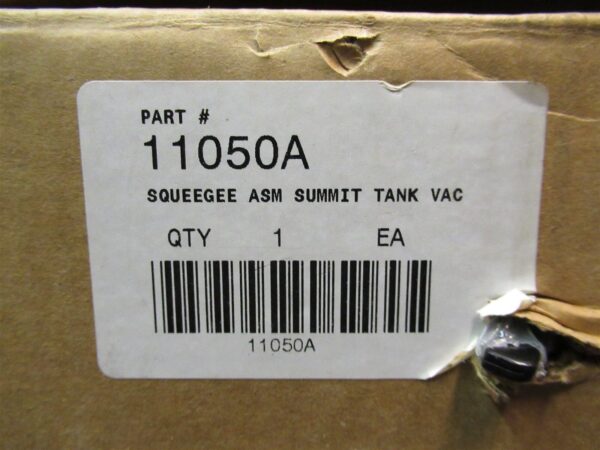 PART #
11050A
SQUEEGEE ASM SUMMIT TANK VAC
QTY 1 EA
11050A